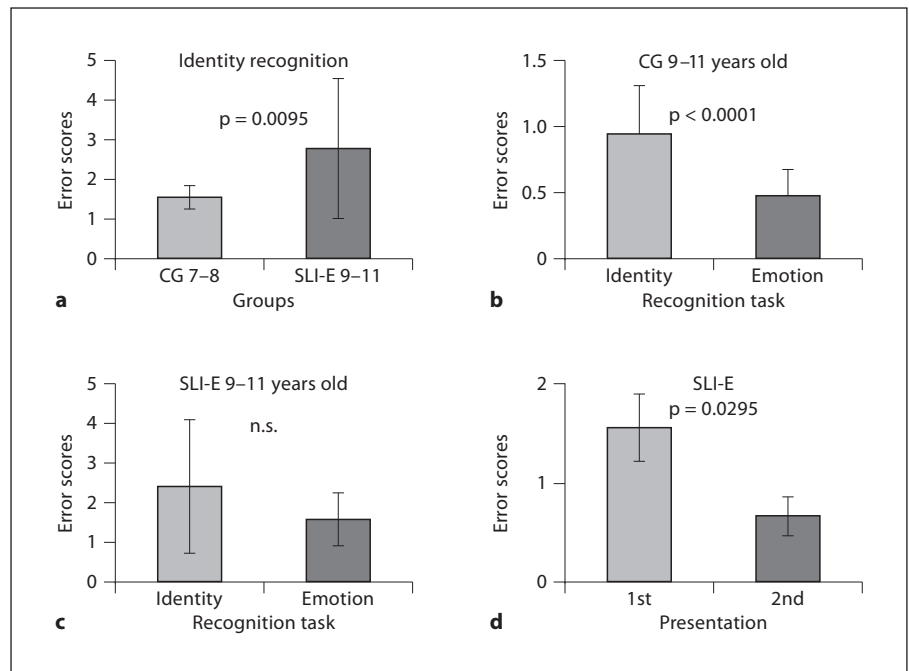 Identity recognition
p = 0.0095
Error scores
5
4
3
2
1
0
CG 7–8
SLI-E 9–11
a
Groups
CG 9–11 years old
p < 0.0001
Error scores
1.5
1.0
0.5
0
Identity
Emotion
b
Recognition task
SLI-E 9–11 years old
n.s.
Error scores
5
4
3
2
1
0
Identity
Emotion
c
Recognition task
SLI-E
p = 0.0295
Error scores
2
1
0
1st
2nd
d
Presentation